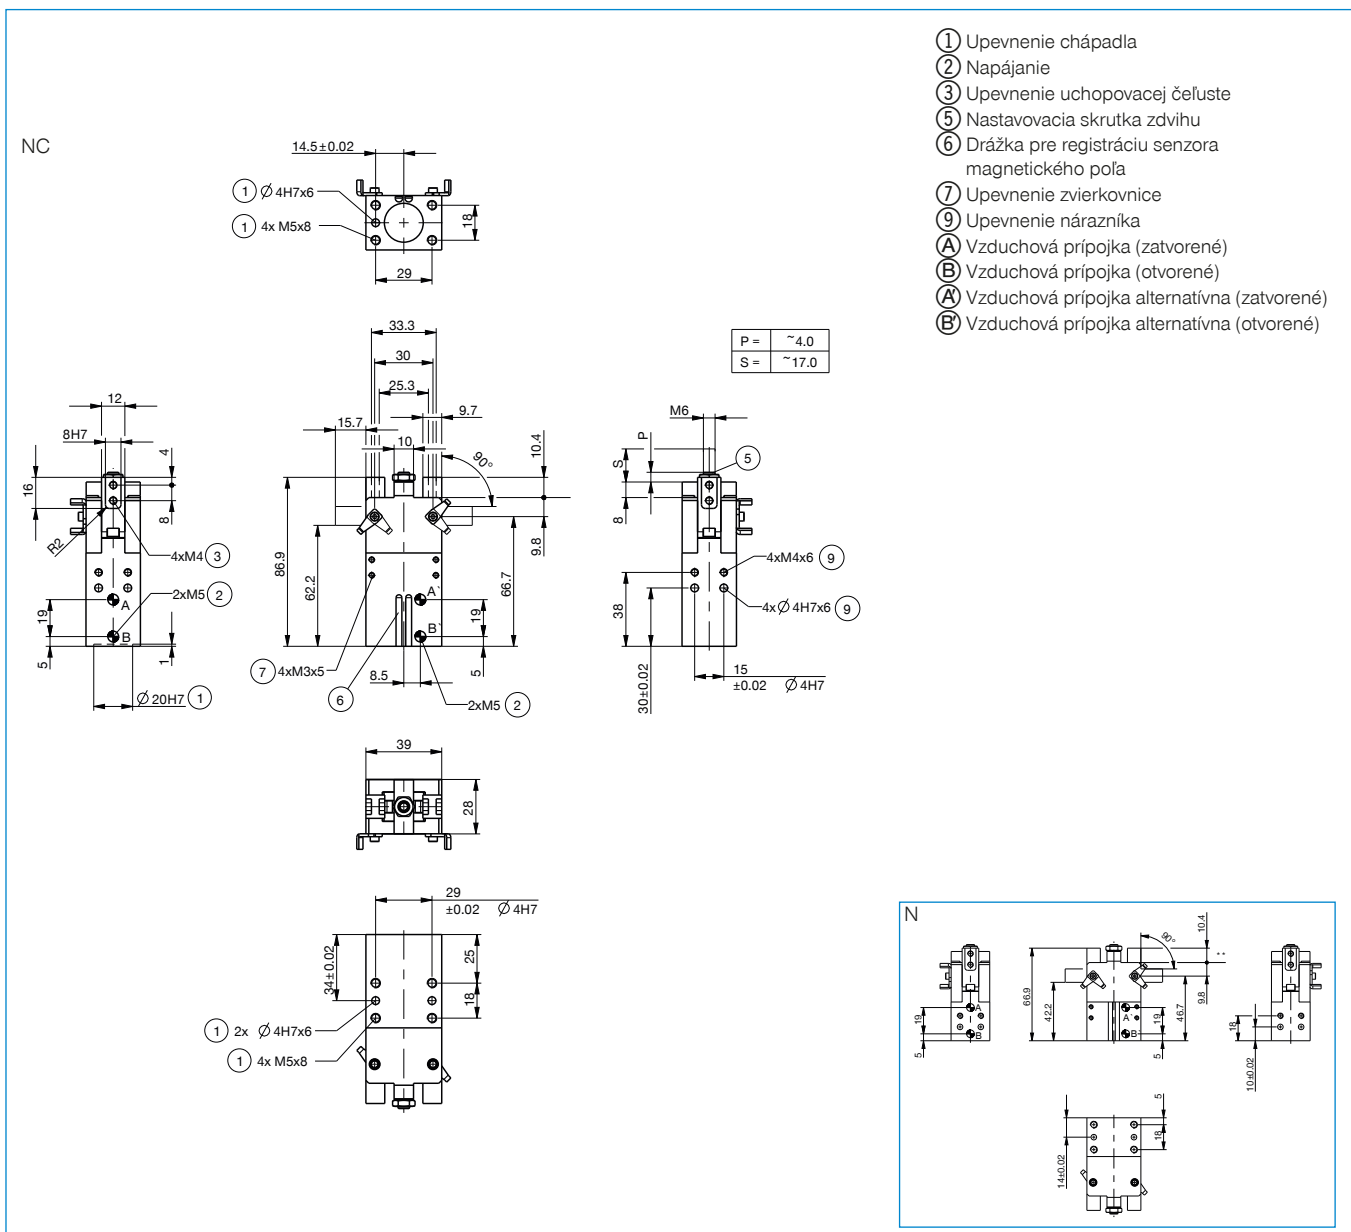 NC
① Upevnenie chápadla
② Napájanie
③ Upevnenie uchopovacej čeľuste
⑤ Nastavovacia skrutka zdvihu
⑥ Drážka pre registráciu senzora
magnetického poľa
⑦ Upevnenie zvierkovnice
⑨ Upevnenie nárazníka
Ⓐ Vzduchová prípojka (zatvorené)
Ⓑ Vzduchová prípojka (otvorené)
A' Vzduchová prípojka alternatívna (zatvorené)
B' Vzduchová prípojka alternatívna (otvorené)
14.5±0.02
① Ø 4H7x6
① 4x M5x8
18
29
P = ~4.0
S = ~17.0
12
8H7
4
16
8
R2
4xM4 ③
2xM5 ②
A
B
19
5
1
Ø 20H7 ①
33.3
30
25.3
15.7
9.7
10
90°
10.4
9.8
86.9
62.2
66.7
A`
B`
19
5
⑦ 4xM3x5
⑥
8.5
2xM5 ②
M6
P
S
⑤
8
4xM4x6 ⑨
4xØ 4H7x6 ⑨
38
30±0.02
15
±0.02 Ø 4H7
39
28
29
±0.02 Ø 4H7
34±0.02
25
18
① 2x Ø 4H7x6
① 4x M5x8
N
A
B
19
5
90°
10.4
**
9.8
66.9
42.2
46.7
A`
B`
19
5
18
10±0.02
5
18
14±0.02